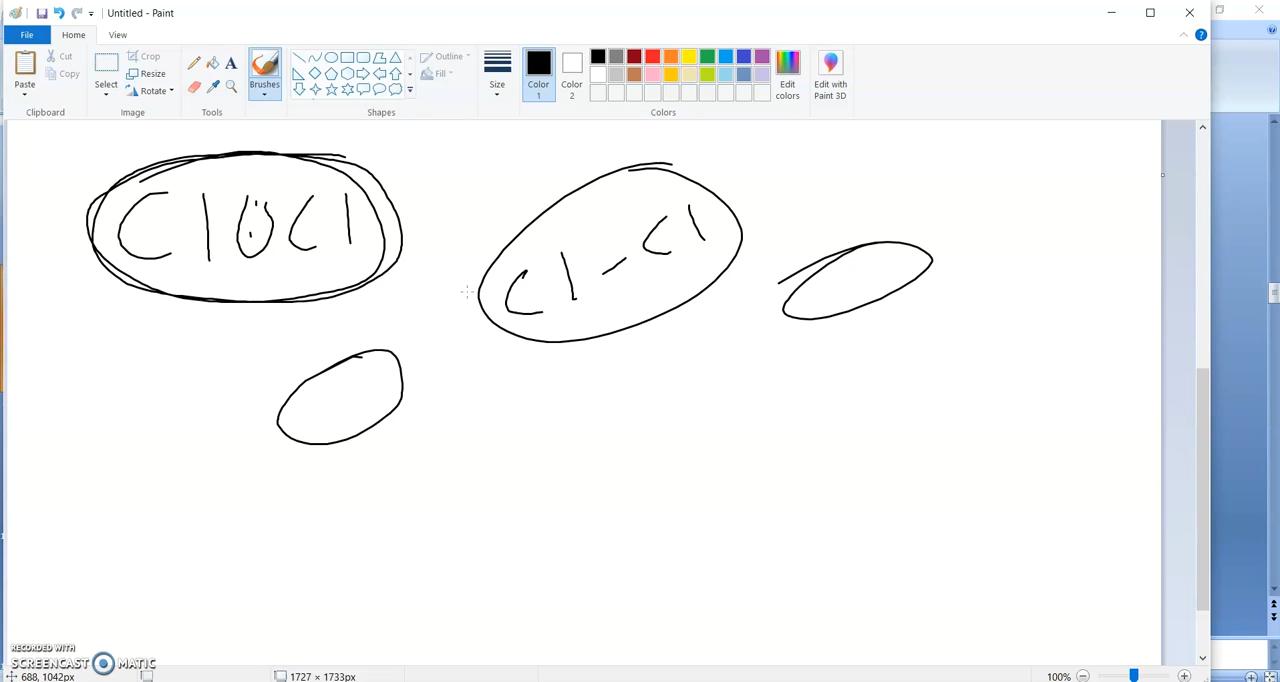 Untitled - Paint
File Home View
Paste Cut Copy
Clipboard
Select Crop Resize Rotate
Image
Tools
Brushes
Shapes
Outline Fill
Size
Color 1
Color 2
Edit colors
Colors
Edit with Paint 3D
Cl Cl
Cl - Cl
RECORDED WITH
SCREENCAST MATIC
688, 1042px
1727 × 1733px
100%